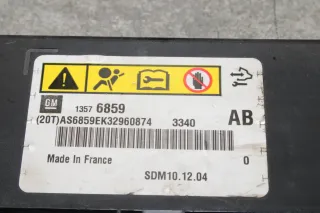 GM
1357 6859
(20T)AS6859EK32960874 3340 AB
Made in France 0
SDM10.12.04